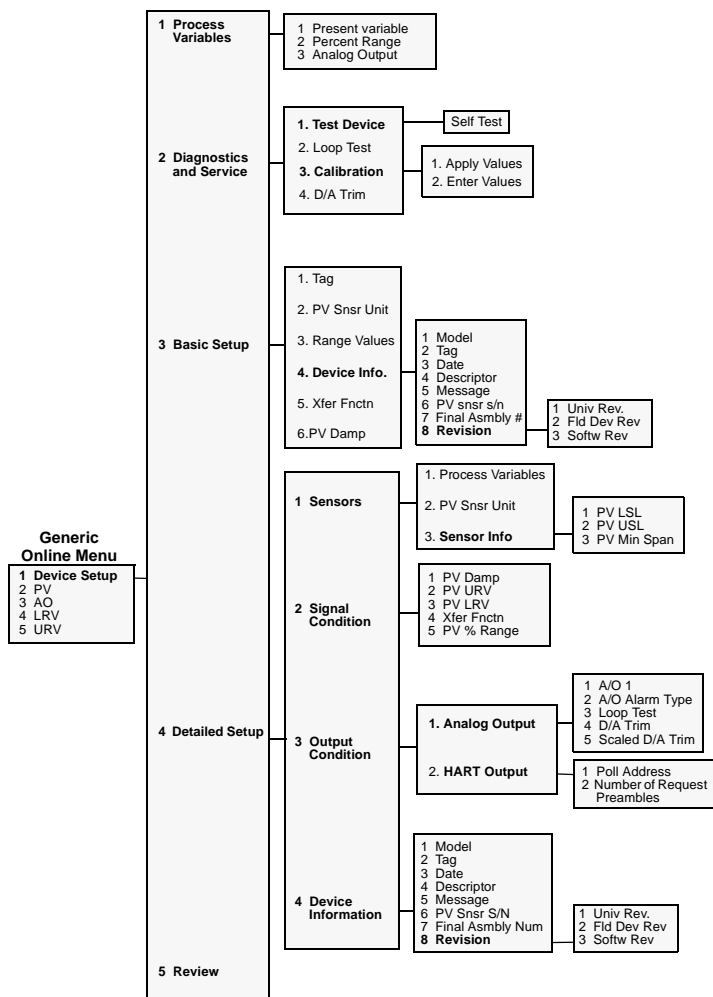 Generic
Online Menu
1 Device Setup
2 PV
3 AO
4 LRV
5 URV
1 Process
Variables
1 Present variable
2 Percent Range
3 Analog Output
2 Diagnostics
and Service
1. Test Device
2. Loop Test
3. Calibration
4. D/A Trim
Self Test
1. Apply Values
2. Enter Values
3 Basic Setup
1. Tag
2. PV Snsr Unit
3. Range Values
4. Device Info.
5. Xfer Fnctn
6.PV Damp
1 Model
2 Tag
3 Date
4 Descriptor
5 Message
6 PV snsr s/n
7 Final Asmbly #
8 Revision
1 Univ Rev.
2 Fld Dev Rev
3 Softw Rev
4 Detailed Setup
1 Sensors
1. Process Variables
2. PV Snsr Unit
3. Sensor Info
1 PV LSL
2 PV USL
3 PV Min Span
2 Signal
Condition
1 PV Damp
2 PV URV
3 PV LRV
4 Xfer Fnctn
5 PV % Range
3 Output
Condition
1. Analog Output
2. HART Output
1 A/O 1
2 A/O Alarm Type
3 Loop Test
4 D/A Trim
5 Scaled D/A Trim
1 Poll Address
2 Number of Request
Preambles
4 Device
Information
1 Model
2 Tag
3 Date
4 Descriptor
5 Message
6 PV Snsr S/N
7 Final Asmbly Num
8 Revision
1 Univ Rev.
2 Fld Dev Rev
3 Softw Rev
5 Review